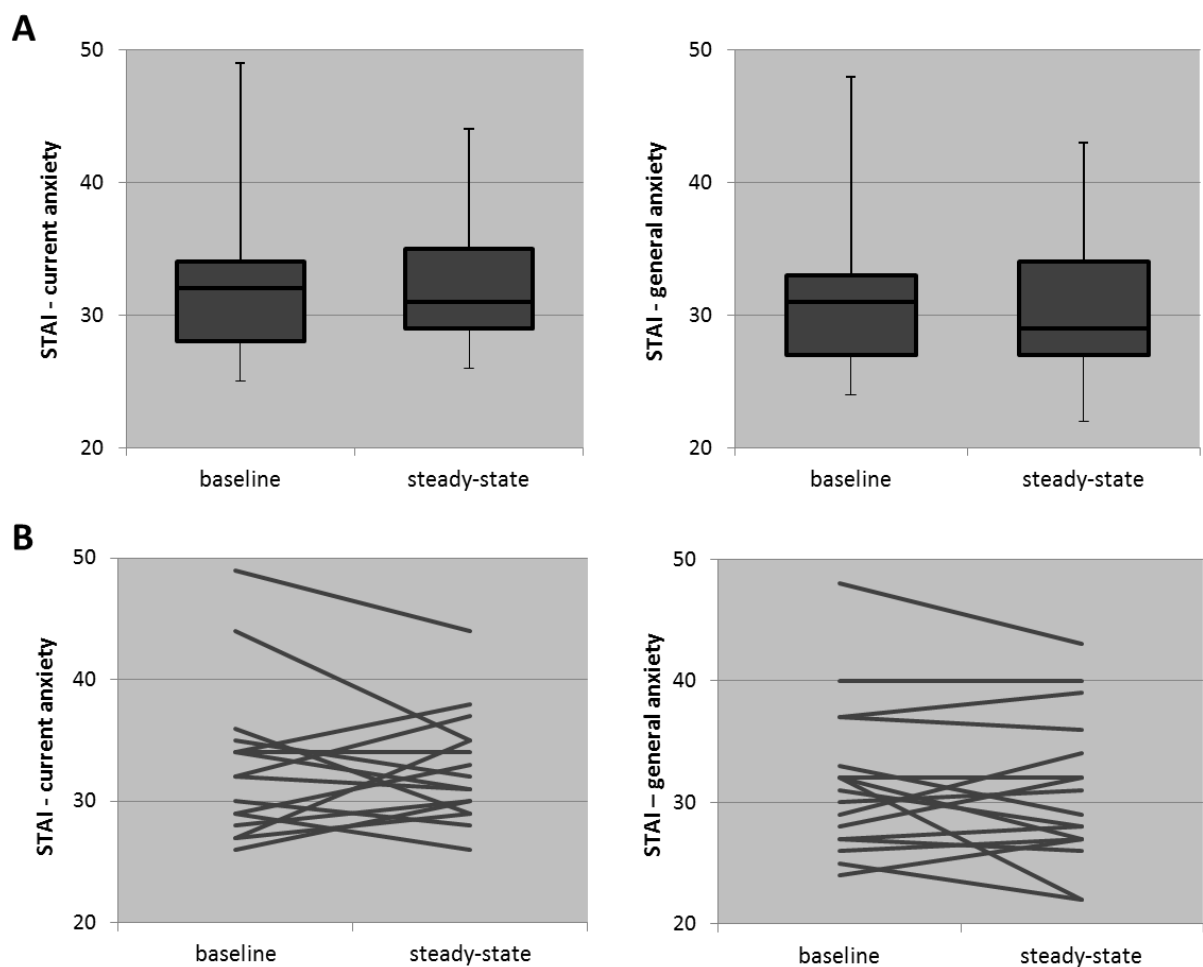 A
STAI - current anxiety
50
40
30
20
baseline
steady-state
STAI - general anxiety
50
40
30
20
baseline
steady-state
B
STAI - current anxiety
50
40
30
20
baseline
steady-state
STAI – general anxiety
50
40
30
20
baseline
steady-state